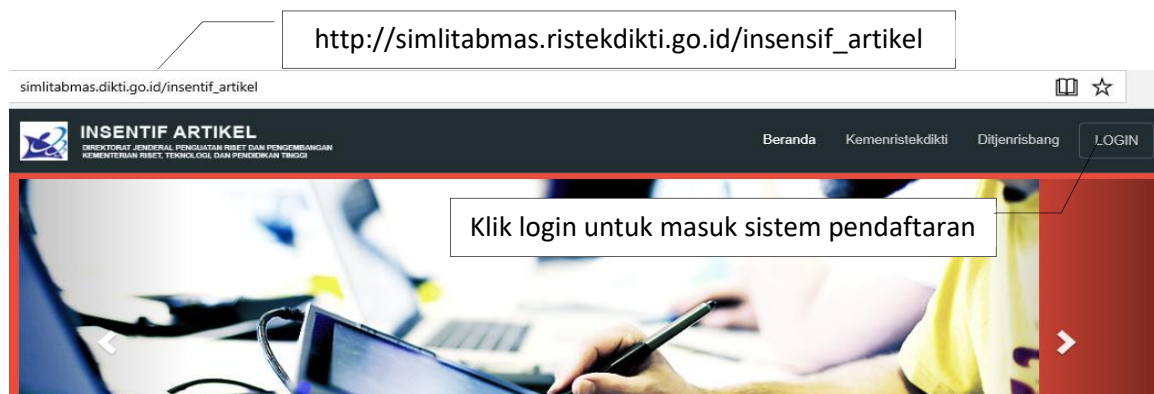 http://simlitabmas.ristekdikti.go.id/insensif_artikel
simlitabmas.dikti.go.id/insentif_artikel
INSENTIF ARTIKEL
DIREKTORAT JENDERAL PENGUATAN RISET DAN PENGEMBANGAN
KEMENTERIAN RISET, TEKNOLOGI, DAN PENDIDIKAN TINGGI
Beranda Kemenristekdikti Ditjenrisbang LOGIN
Klik login untuk masuk sistem pendaftaran